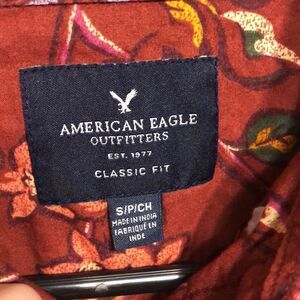 AMERICAN EAGLE
OUTFITTERS
EST. 1977
CLASSIC FIT
S/P/CH
MADE IN INDIA
FABRIQUÉ EN
INDE